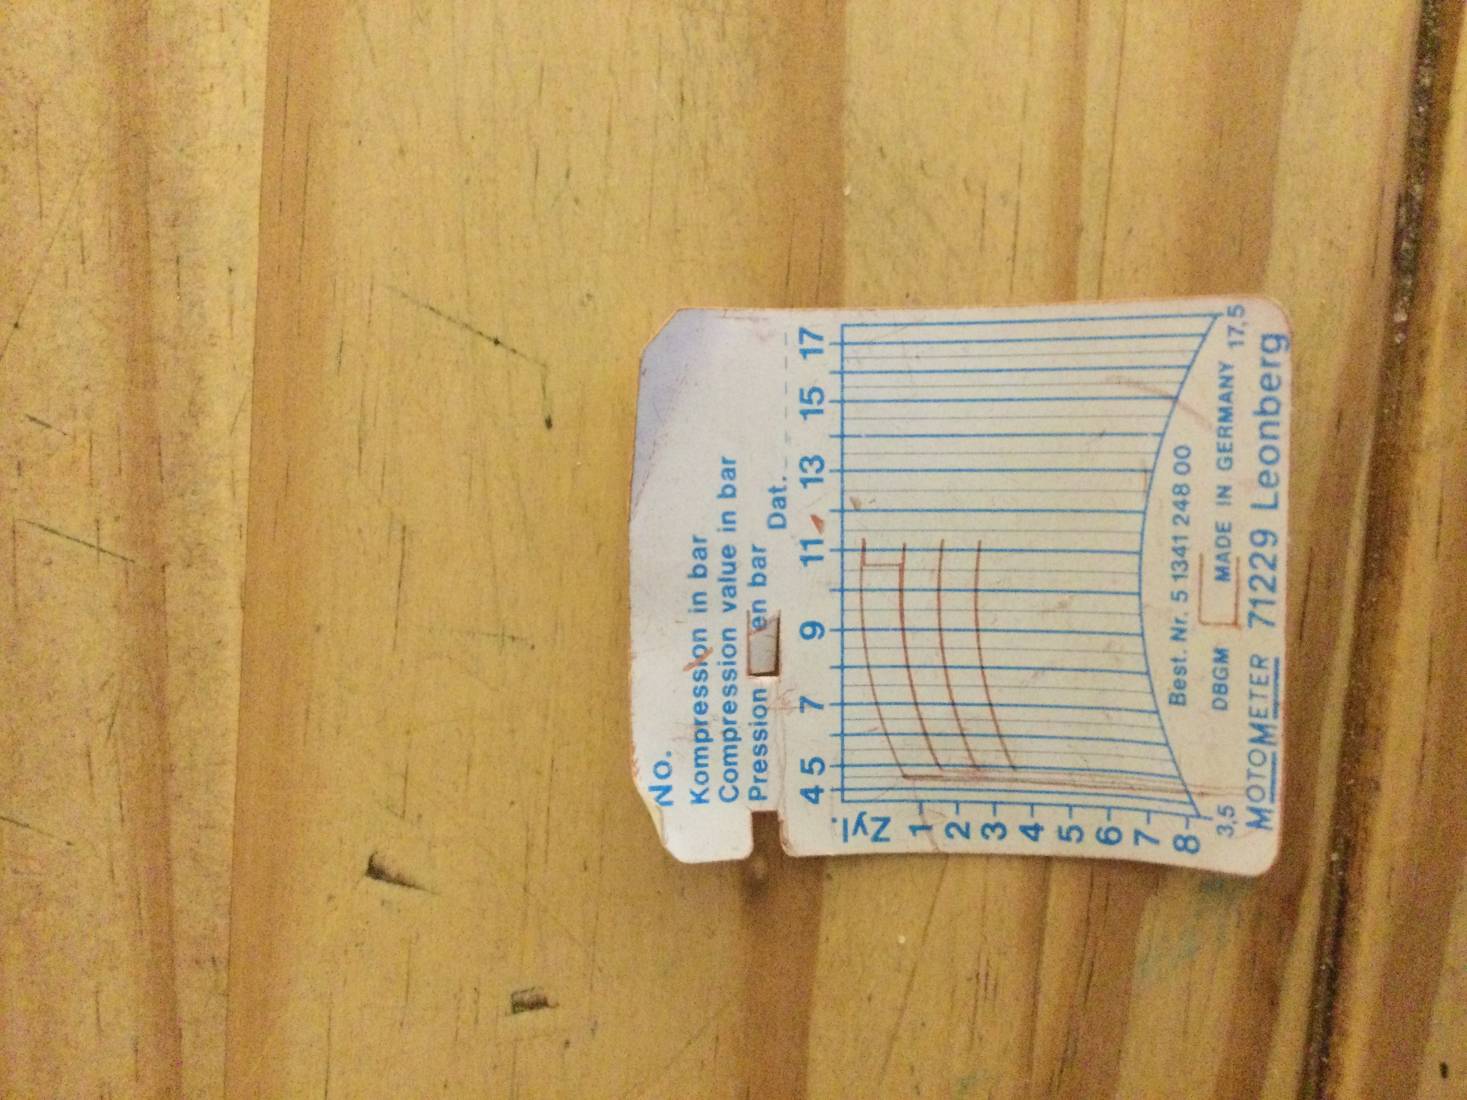 No.
Kompression in bar
Compression value in bar
Pression en bar
Dat.
4 5 7 9 11 13 15 17
Zyl.
1
2
3
4
5
6
7
8
3,5 17,5
Best. Nr. 5 1341 248 00
DBGM MADE IN GERMANY
MOTOMETER 71229 Leonberg